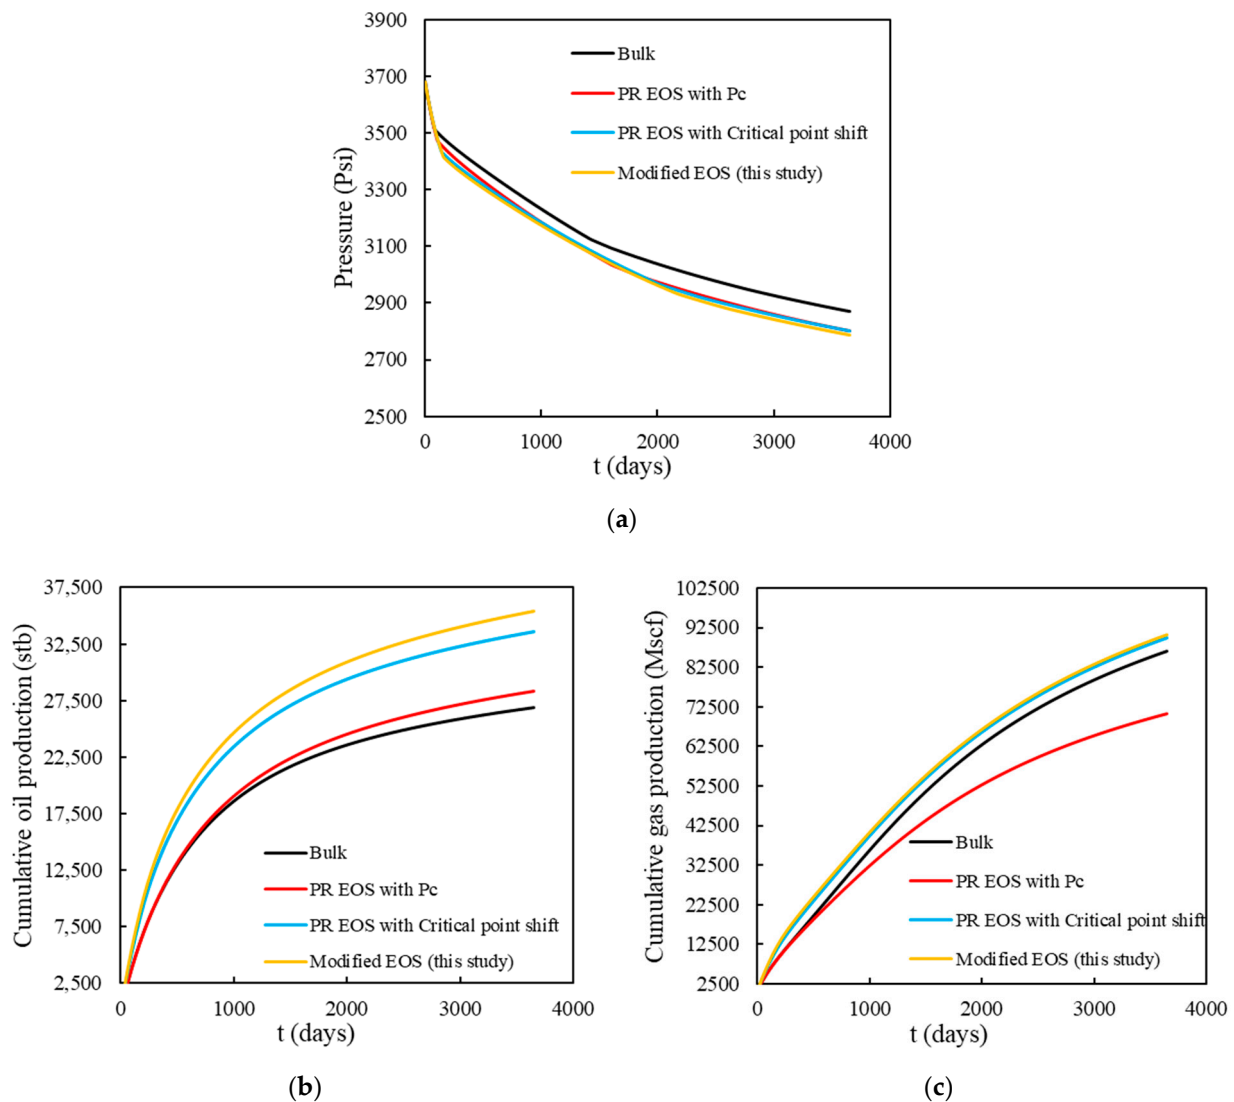 3900
3700
3500
3300
3100
2900
2700
2500
Pressure (Psi)
Bulk
PR EOS with Pc
PR EOS with Critical point shift
Modified EOS (this study)
0 1000 2000 3000 4000
t (days)
(a)
37,500
32,500
27,500
22,500
17,500
12,500
7,500
2,500
Cumulative oil production (stb)
Bulk
PR EOS with Pc
PR EOS with Critical point shift
Modified EOS (this study)
0 1000 2000 3000 4000
t (days)
(b)
102500
92500
82500
72500
62500
52500
42500
32500
22500
12500
2500
Cumulative gas production (Mscf)
Bulk
PR EOS with Pc
PR EOS with Critical point shift
Modified EOS (this study)
0 1000 2000 3000 4000
t (days)
(c)